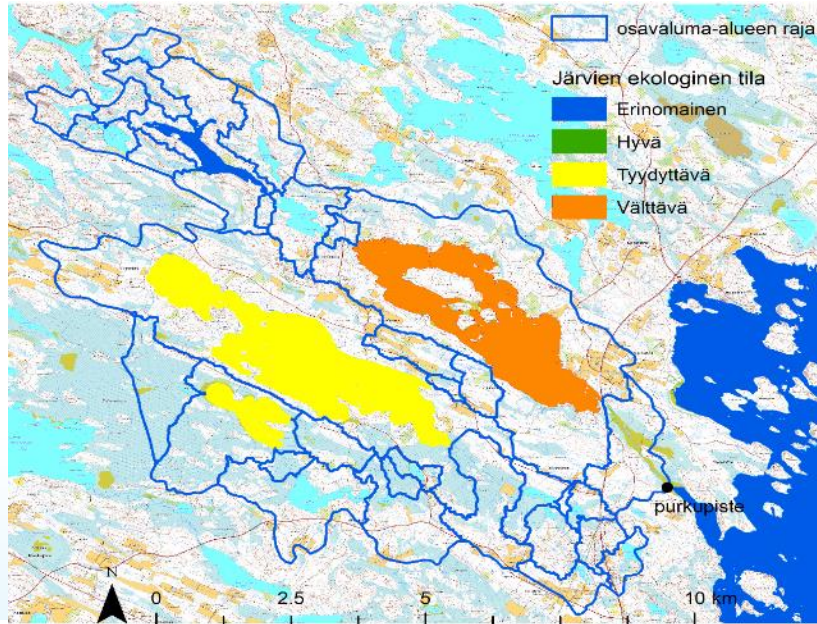 osavaluma-alueen raja
Järvien ekologinen tila
Erinomainen
Hyvä
Tyydyttävä
Välttävä
purkupiste
N
0 2.5 5 10 km